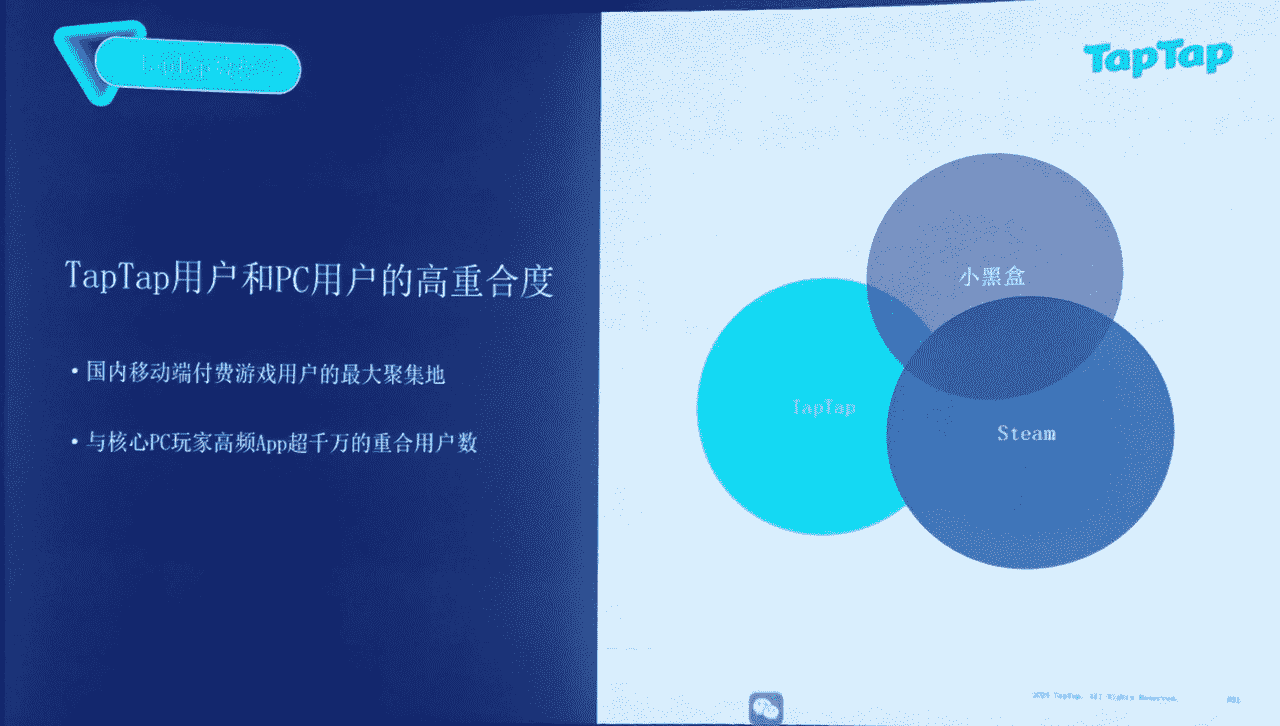 TapTap
TapTap用户和PC用户的高重合度
• 国内移动端付费游戏用户的最大聚集地
• 与核心PC玩家高频App超千万的重合用户数
小黑盒
TapTap
Steam